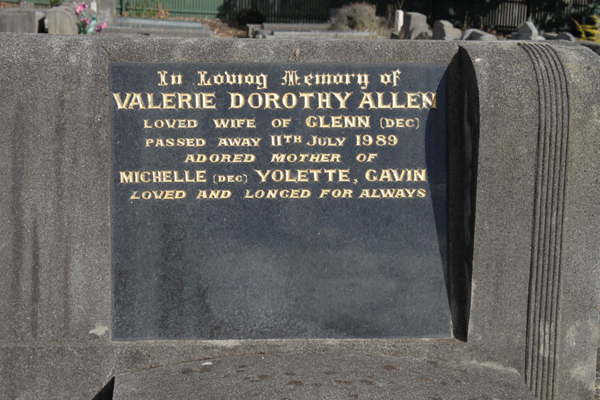 In Loving Memory of
VALERIE DOROTHY ALLEN
LOVED WIFE OF GLENN (DEC)
PASSED AWAY 11TH JULY 1989
ADORED MOTHER OF
MICHELLE (DEC) YOLETTE, GAVIN
LOVED AND LONGED FOR ALWAYS